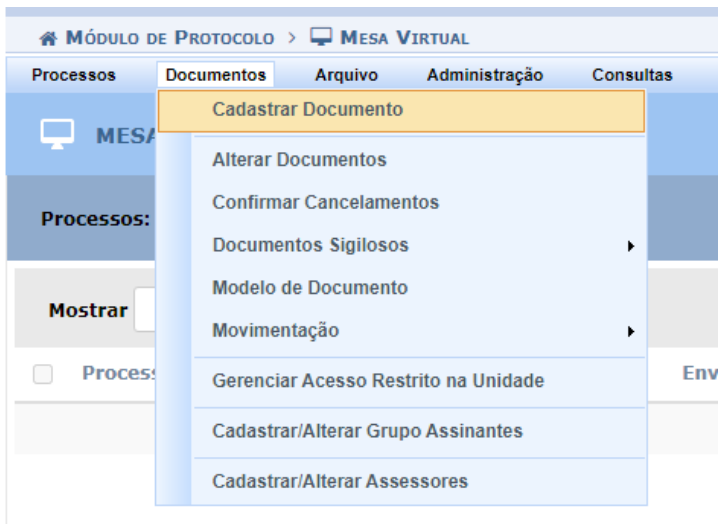 MÓDULO DE PROTOCOLO > MESA VIRTUAL
Processos Documentos Arquivo Administração Consultas
Cadastrar Documento
MESA
Alterar Documentos
Confirmar Cancelamentos
Processos:
Documentos Sigilosos
Modelo de Documento
Mostrar
Movimentação
Gerenciar Acesso Restrito na Unidade
Cadastrar/Alterar Grupo Assinantes
Cadastrar/Alterar Assessores